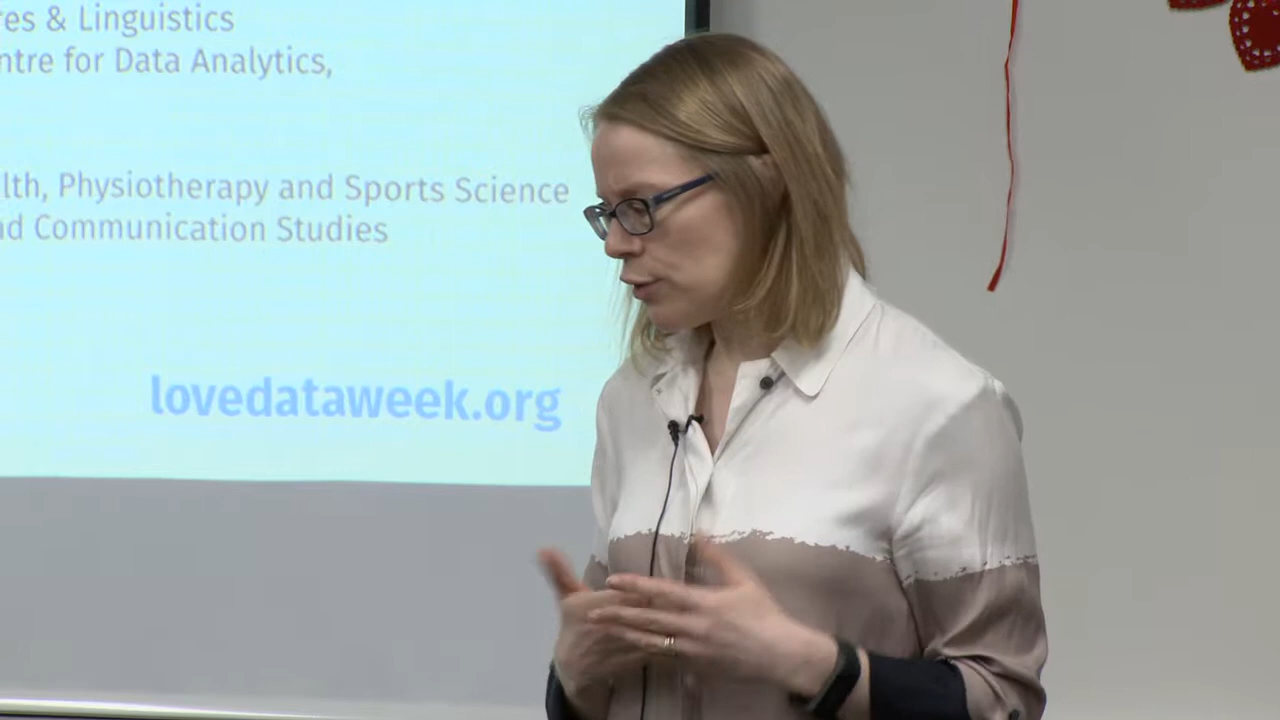 res & Linguistics
ntre for Data Analytics,
lth, Physiotherapy and Sports Science
nd Communication Studies
lovedataweek.org